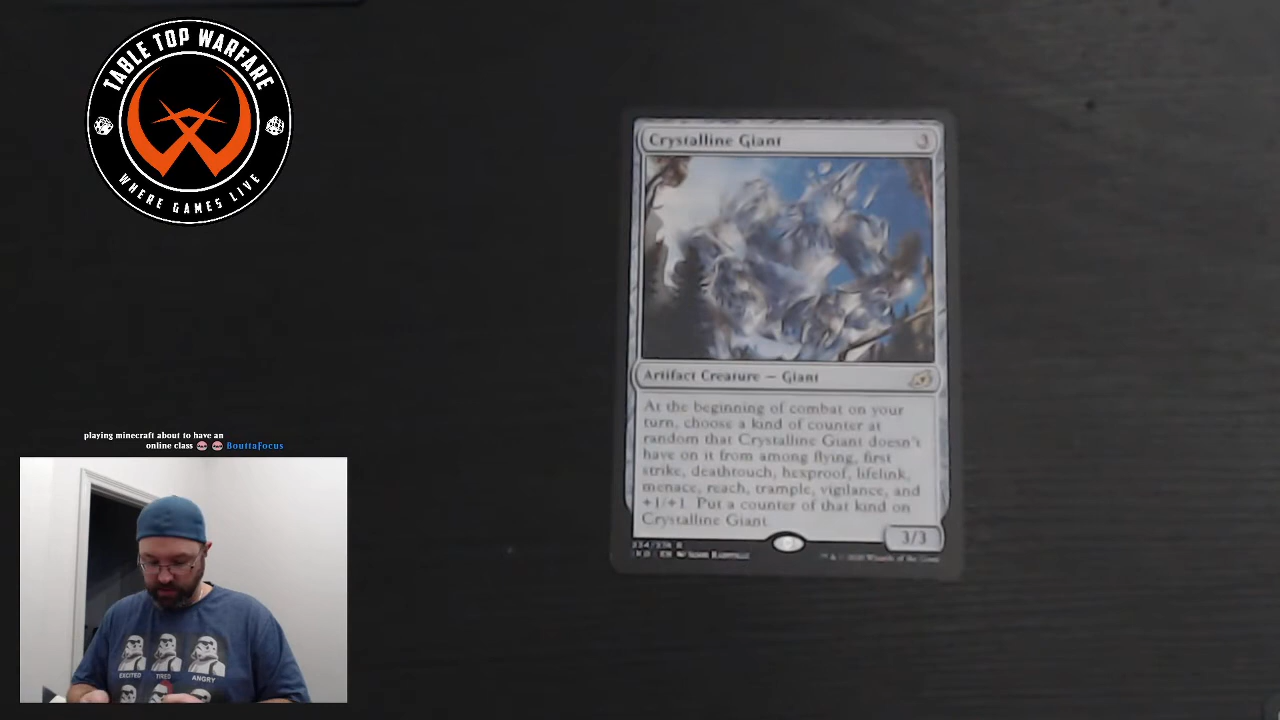 TABLE TOP WARFARE
WHERE GAMES LIVE
Crystalline Giant 3
Artifact Creature — Giant
At the beginning of combat on your
turn, choose a kind of counter at
random that Crystalline Giant doesn't
have on it from among flying, first
strike, deathtouch, hexproof, lifelink,
menace, reach, trample, vigilance, and
+1/+1. Put a counter of that kind on
Crystalline Giant.
3/3
playing minecraft about to have an
online class BouttaFocus
EXCITED TIRED ANGRY